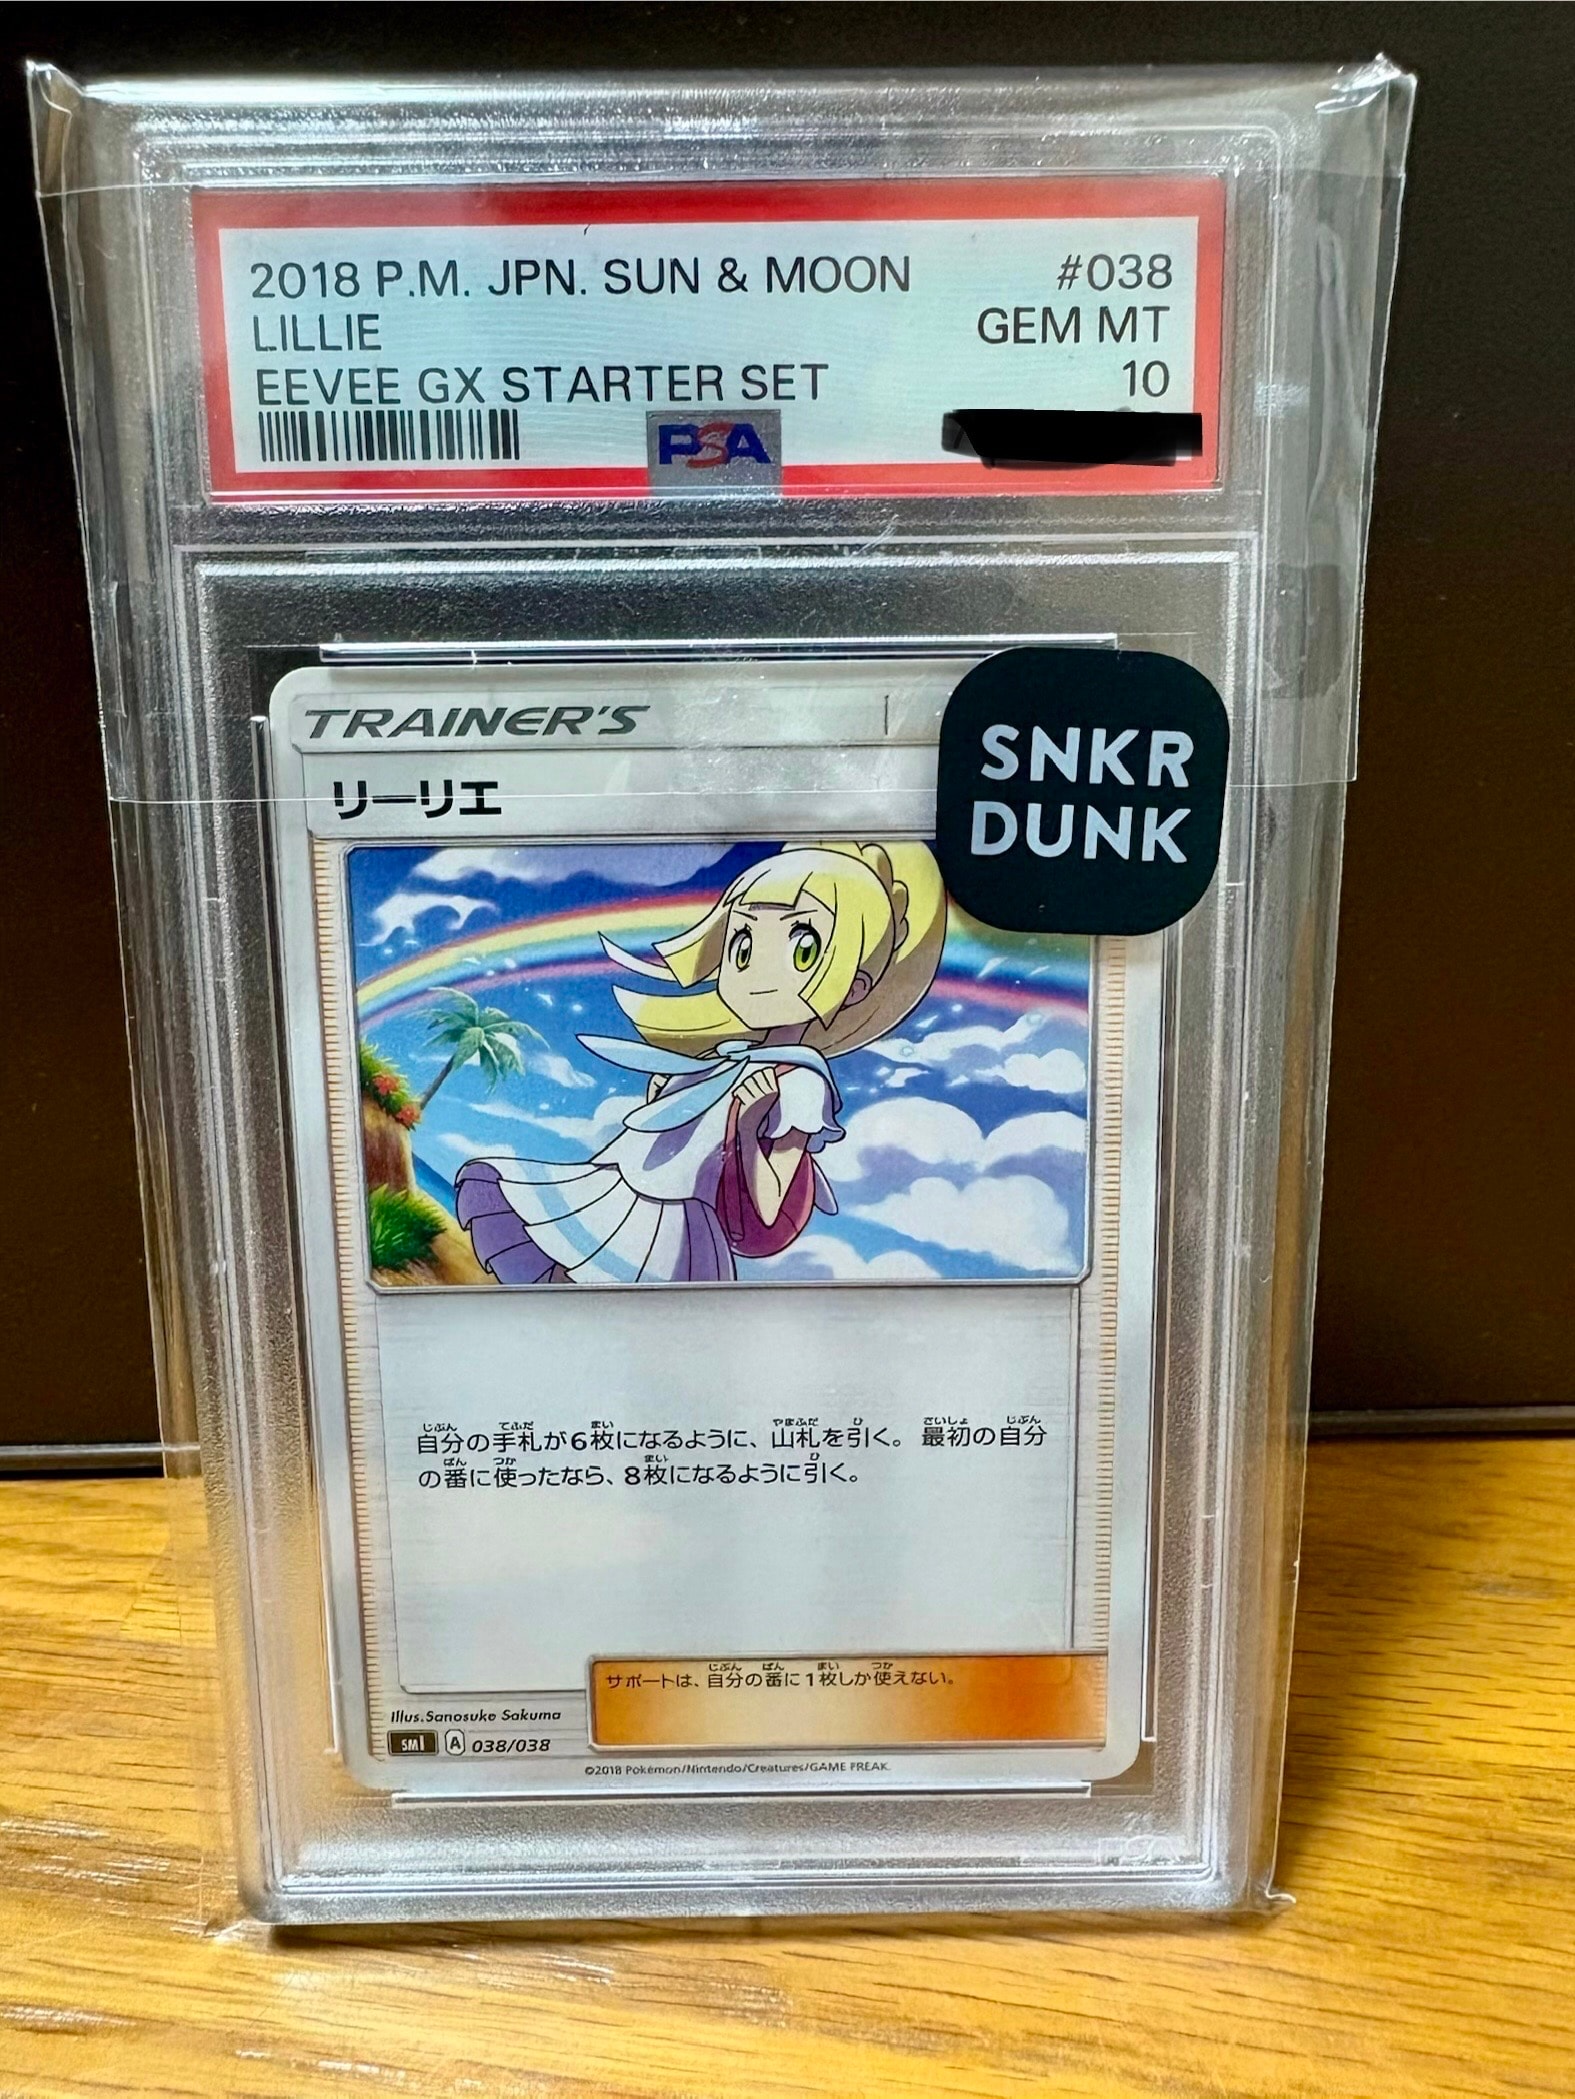 2018 P.M. JPN. SUN & MOON #038
LILLIE GEM MT
EEVEE GX STARTER SET 10
PSA
TRAINER'S
SNKR
DUNK
リーリエ
自分の手札が6枚になるように、山札を引く。最初の自分
の番に使ったなら、8枚になるように引く。
サポートは、自分の番に1枚しか使えない。
Illus.Sanosuke Sakuma
SMI A 038/038
©2018 Pokémon/Nintendo/Creatures/GAME FREAK.